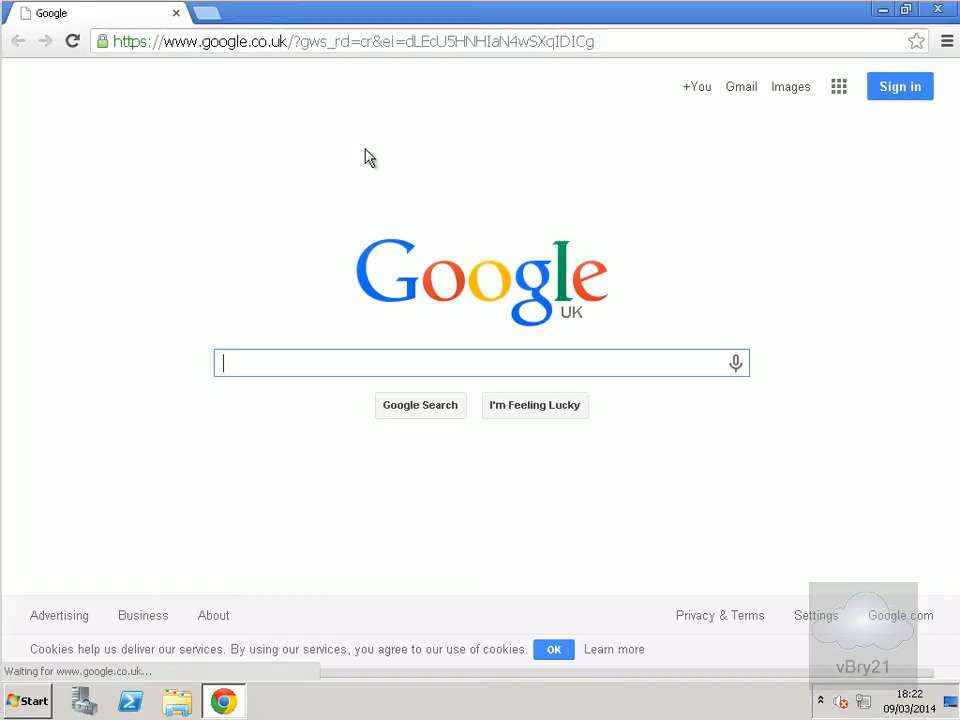 Google
https://www.google.co.uk/?gws_rd=cr&ei=dLEcU5HNHIaN4wSXqIDICg
+You Gmail Images Sign in
Google
UK
Google Search I'm Feeling Lucky
Advertising Business About Privacy & Terms Settings Google.com
Cookies help us deliver our services. By using our services, you agree to our use of cookies. OK Learn more
vBry21
Waiting for www.google.co.uk...
Start 18:22
09/03/2014